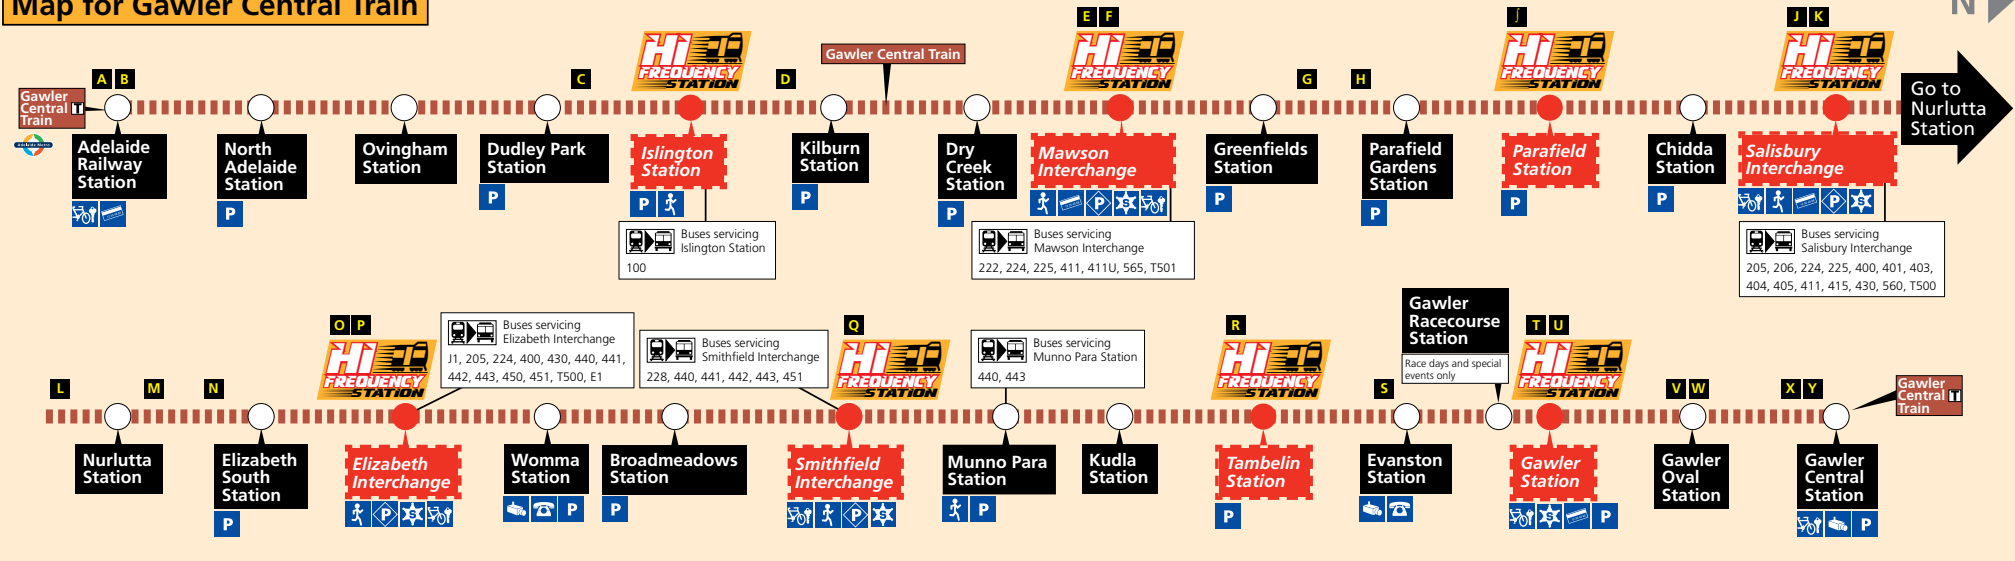 Map for Gawler Central Train
N
A B
C
D
E F
G
H
∫
J K
Gawler Central Train
HI
FREQUENCY
STATION
HI
FREQUENCY
STATION
HI
FREQUENCY
STATION
HI
FREQUENCY
STATION
Gawler
Central T
Train
Adelaide Metro
Go to
Nurlutta
Station
Adelaide
Railway
Station
North
Adelaide
Station
P
Ovingham
Station
Dudley Park
Station
P
Islington
Station
P
Buses servicing
Islington Station
100
Kilburn
Station
P
Dry
Creek
Station
P
Mawson
Interchange
P S
Buses servicing
Mawson Interchange
222, 224, 225, 411, 411U, 565, T501
Greenfields
Station
P
Parafield
Gardens
Station
P
Parafield
Station
P
Chidda
Station
P
Salisbury
Interchange
P S
Buses servicing
Salisbury Interchange
205, 206, 224, 225, 400, 401, 403,
404, 405, 411, 415, 430, 560, T500
L
M
N
O P
Q
R
S
T U
V W
X Y
HI
FREQUENCY
STATION
HI
FREQUENCY
STATION
HI
FREQUENCY
STATION
HI
FREQUENCY
STATION
Buses servicing
Elizabeth Interchange
J1, 205, 224, 400, 430, 440, 441,
442, 443, 450, 451, T500, E1
Buses servicing
Smithfield Interchange
228, 440, 441, 442, 443, 451
Buses servicing
Munno Para Station
440, 443
Gawler
Racecourse
Station
Race days and special
events only
Gawler
Central T
Train
Nurlutta
Station
Elizabeth
South
Station
P
Elizabeth
Interchange
P S
Womma
Station
P
Broadmeadows
Station
P
Smithfield
Interchange
P S
Munno Para
Station
P
Kudla
Station
Tambelin
Station
P
Evanston
Station
Gawler
Station
S P
Gawler
Oval
Station
Gawler
Central
Station
P